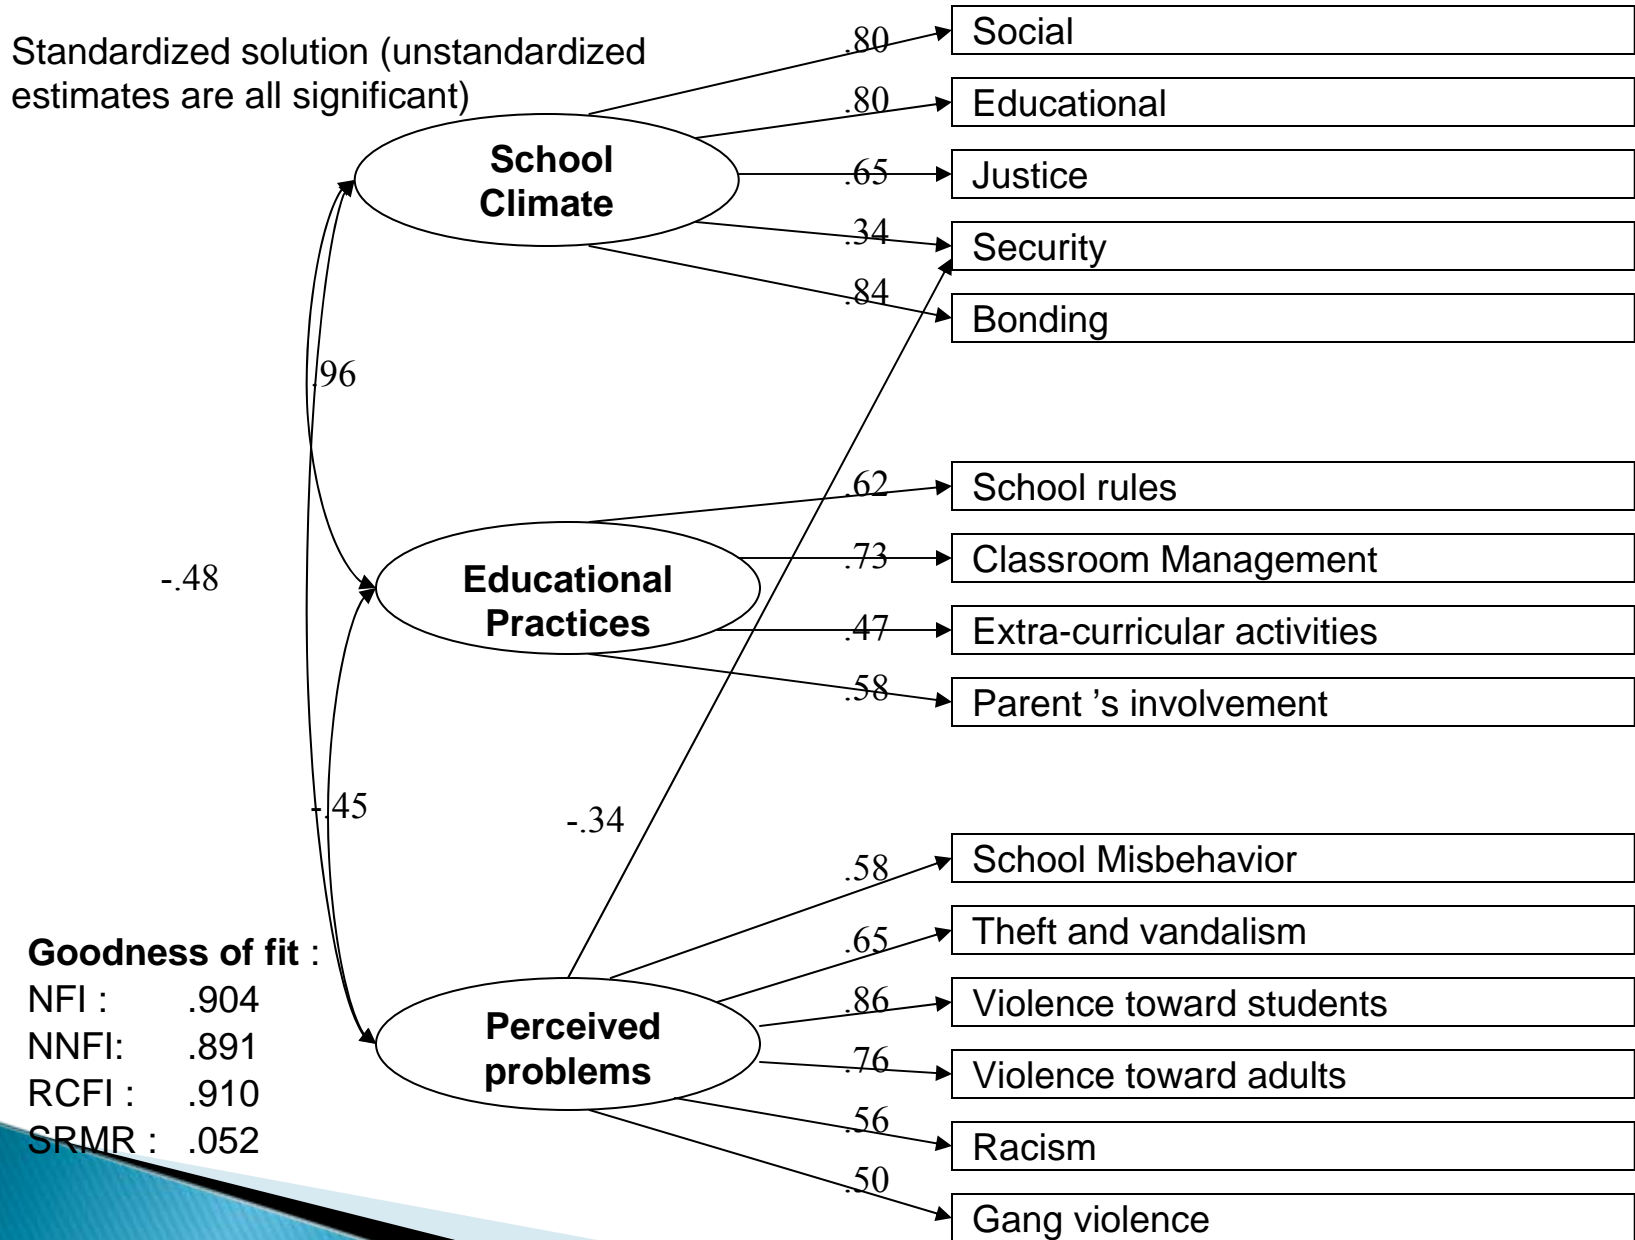 Standardized solution (unstandardized
estimates are all significant)
.80
Social
.80
Educational
School
Climate
.65
Justice
.34
Security
.84
Bonding
.96
.62
School rules
.73
Classroom Management
-.48
Educational
Practices
.47
Extra-curricular activities
.58
Parent ’s involvement
-.45
-.34
.58
School Misbehavior
.65
Theft and vandalism
.86
Violence toward students
Perceived
problems
.76
Violence toward adults
.56
Racism
.50
Gang violence
Goodness of fit :
NFI : .904
NNFI: .891
RCFI : .910
SRMR : .052